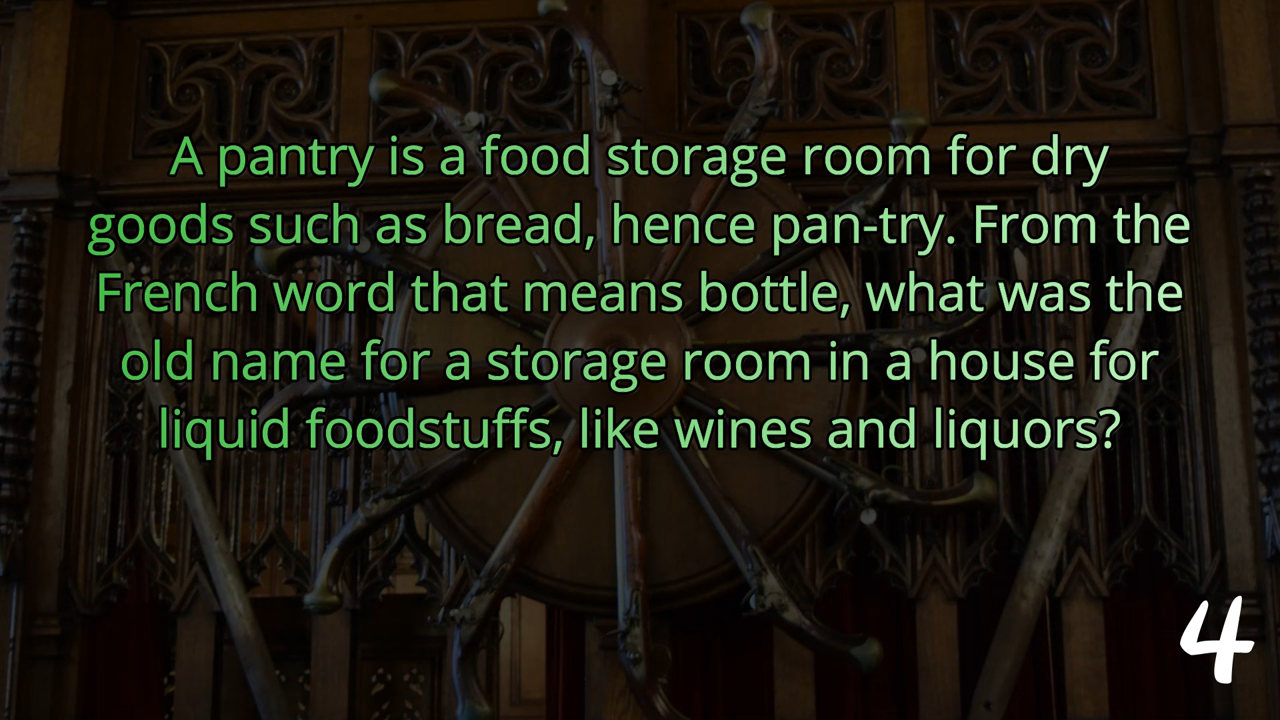 A pantry is a food storage room for dry
goods such as bread, hence pan-try. From the
French word that means bottle, what was the
old name for a storage room in a house for
liquid foodstuffs, like wines and liquors?
4